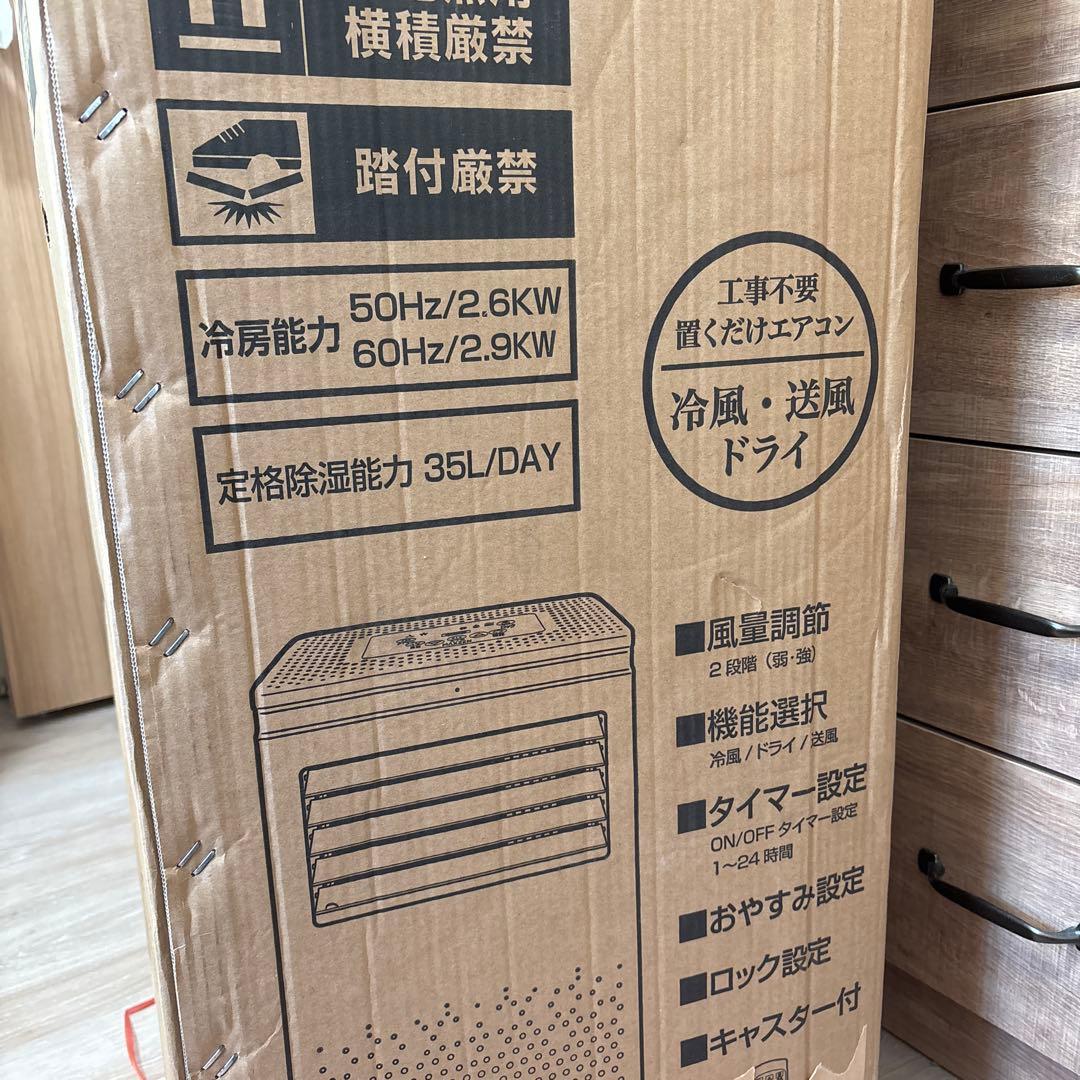 横積厳禁
踏付厳禁
冷房能力
50Hz/2.6KW
60Hz/2.9KW
定格除湿能力 35L/DAY
工事不要
置くだけエアコン
冷風・送風
ドライ
■風量調節
2段階（弱・強）
■機能選択
冷風/ドライ/送風
■タイマー設定
ON/OFFタイマー設定
1～24時間
■おやすみ設定
■ロック設定
■キャスター付